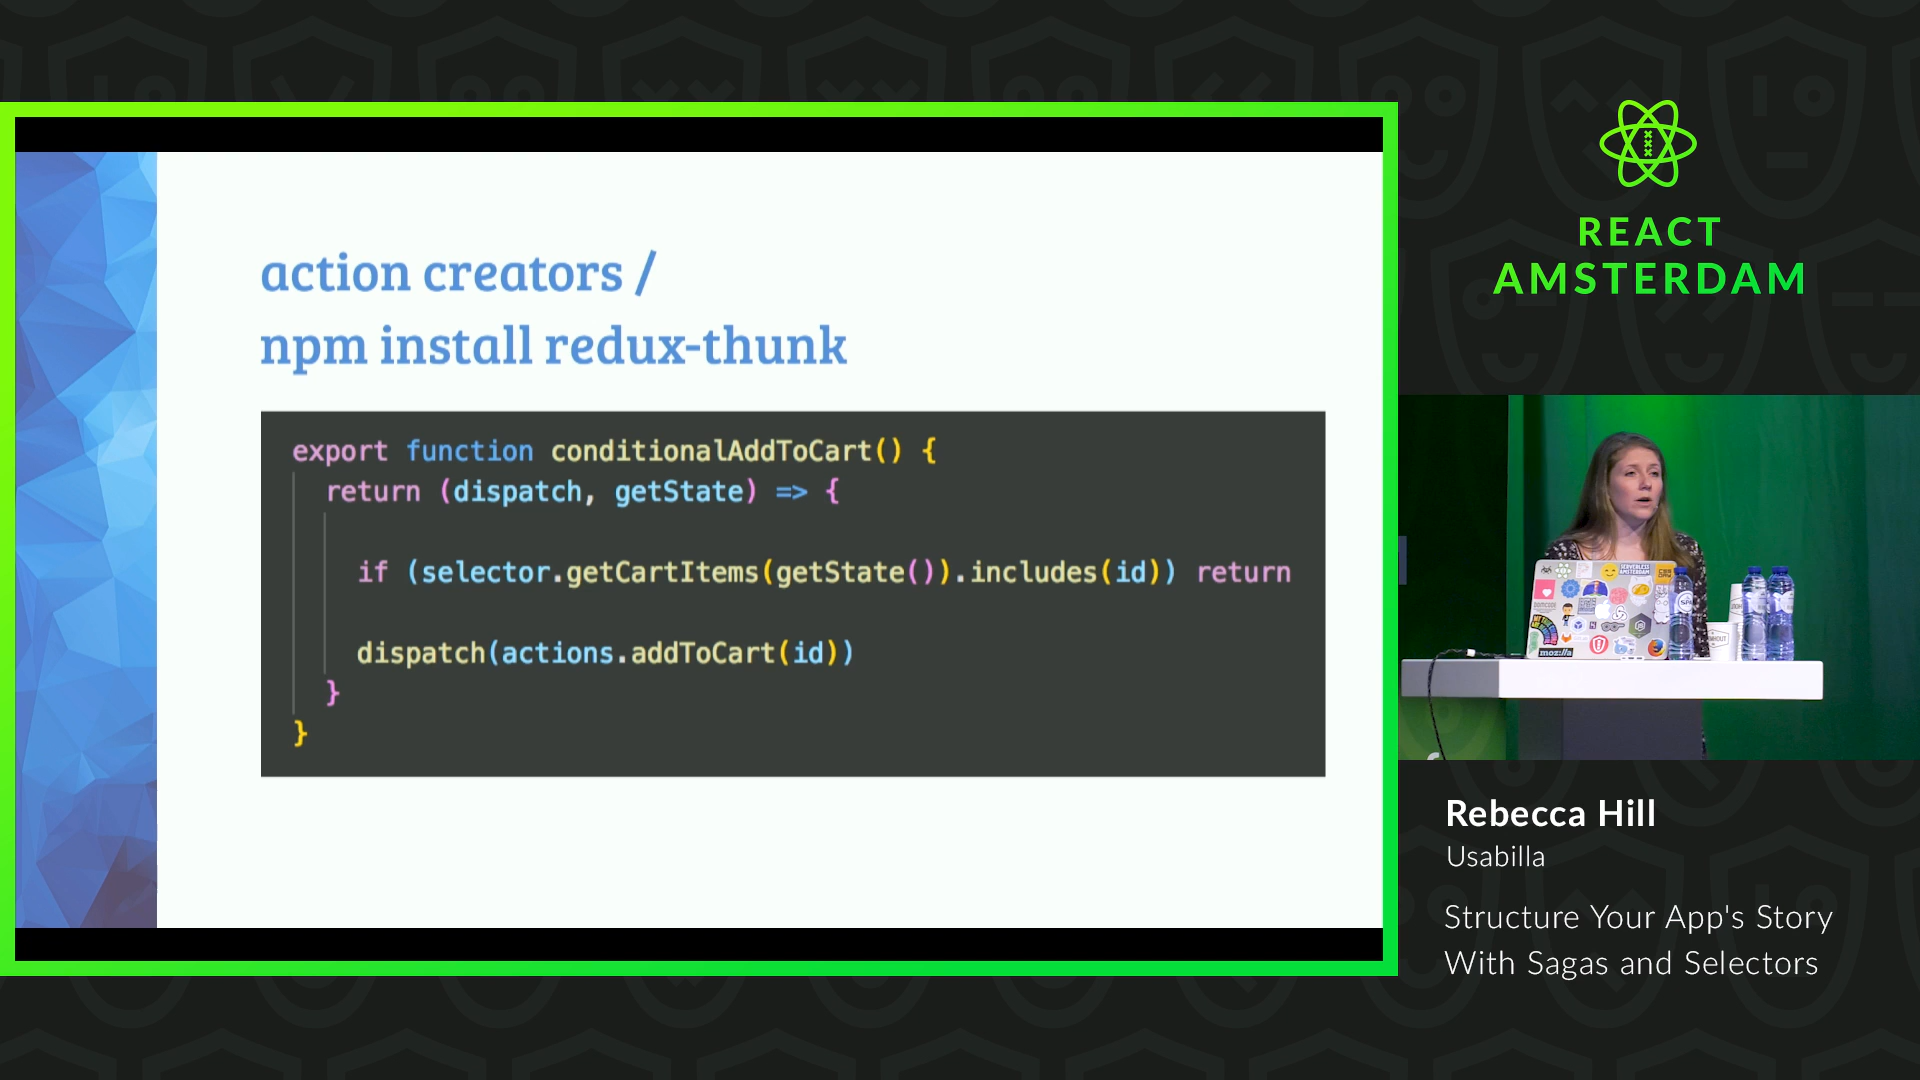 action creators /
npm install redux-thunk
export function conditionalAddToCart() {
return (dispatch, getState) => {
if (selector.getCartItems(getState()).includes(id)) return
dispatch(actions.addToCart(id))
}
}
REACT
AMSTERDAM
moz://a
Rebecca Hill
Usabilla
Structure Your App's Story
With Sagas and Selectors